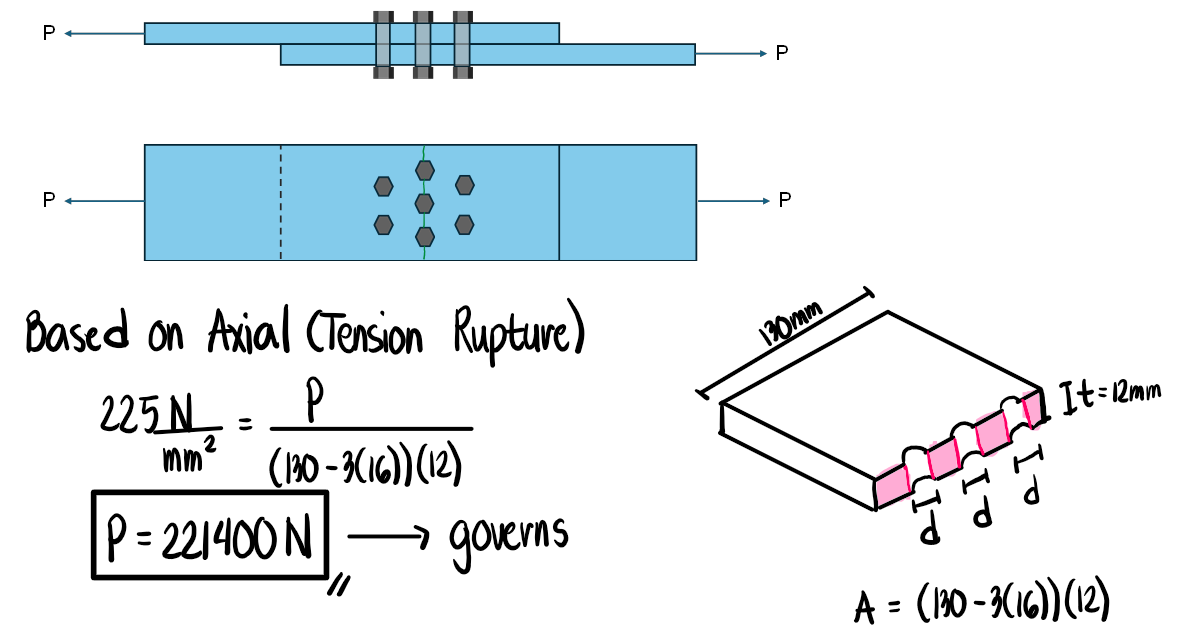 P
P
P
P
Based on Axial (Tension Rupture)
225 N/mm² = P/(130-3(16))(12)
P = 221400 N → governs
130mm
t = 12mm
d
d
d
A = (130-3(16))(12)